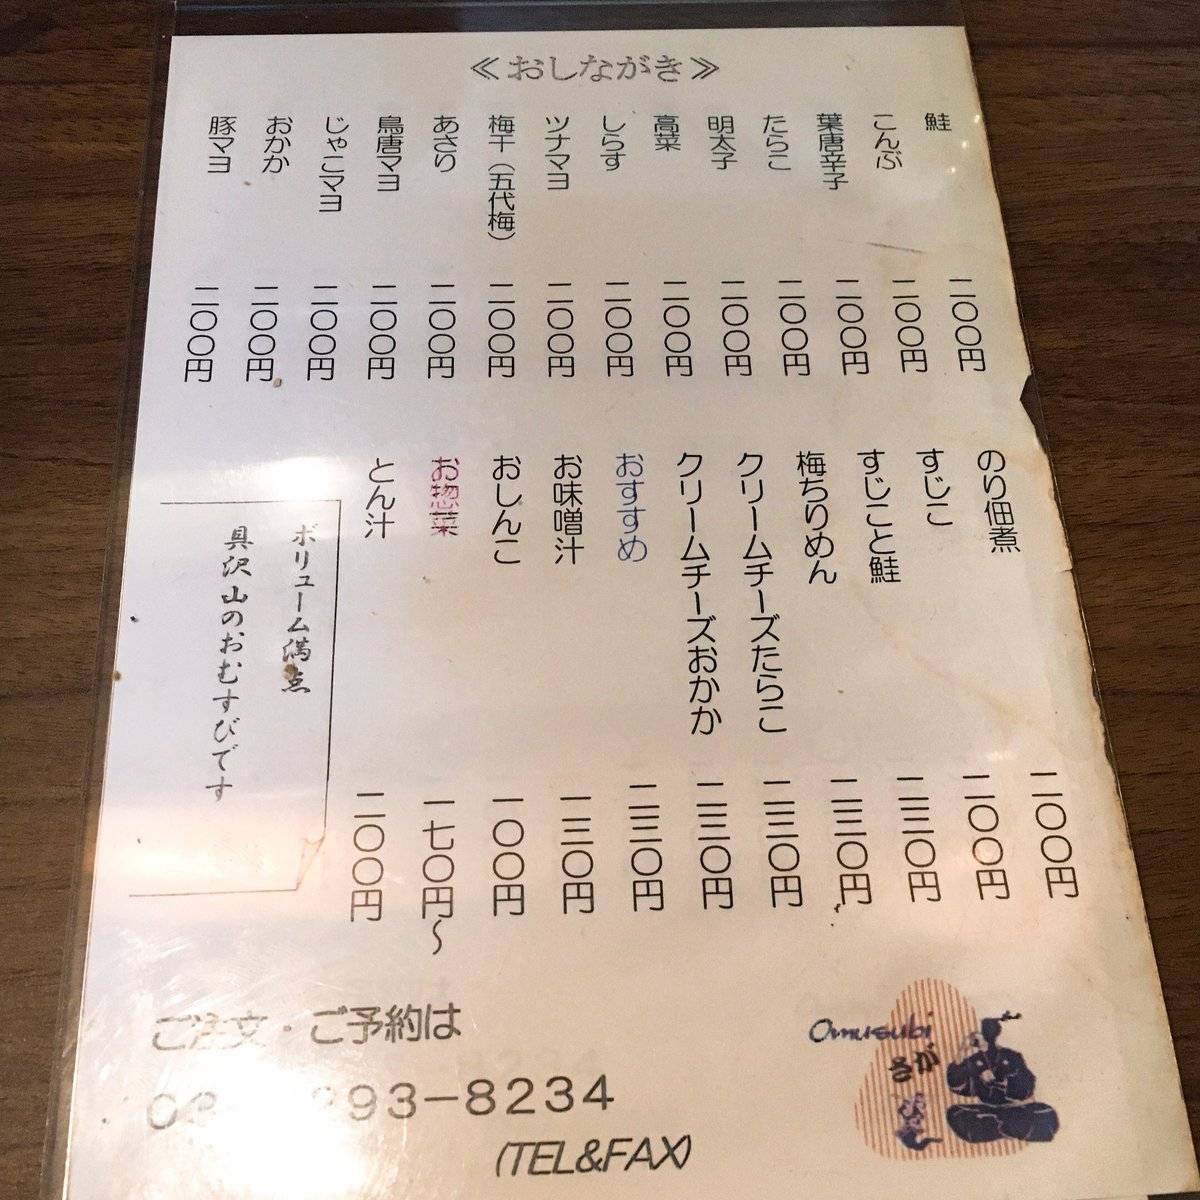 ≪おしながき≫
鮭 二〇〇円
こんぶ 二〇〇円
葉唐辛子 二〇〇円
たらこ 二〇〇円
明太子 二〇〇円
高菜 二〇〇円
しらす 二〇〇円
ツナマヨ 二〇〇円
梅干（五代梅） 二〇〇円
あさり 二〇〇円
鳥唐マヨ 二〇〇円
じゃこマヨ 二〇〇円
おかか 二〇〇円
豚マヨ 二〇〇円
のり佃煮 二〇〇円
すじこ 二〇〇円
すじこと鮭 二三〇円
梅ちりめん 二三〇円
クリームチーズたらこ 二三〇円
クリームチーズおかか 二三〇円
おすすめ 二三〇円
お味噌汁 一三〇円
おしんこ 一〇〇円
お惣菜 一七〇円〜
とん汁 二〇〇円
ボリューム満点
具沢山のおむすびです
ご注文・ご予約は
93−8234
(TEL&FAX)
Omusubi
さが